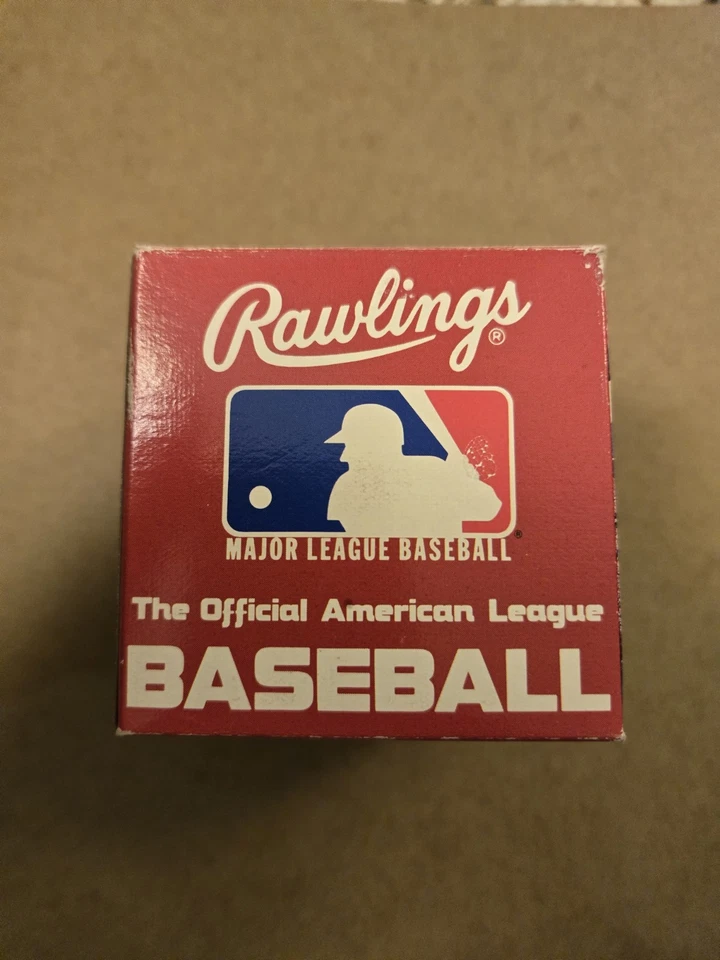 Rawlings®
MAJOR LEAGUE BASEBALL®
The Official American League
BASEBALL